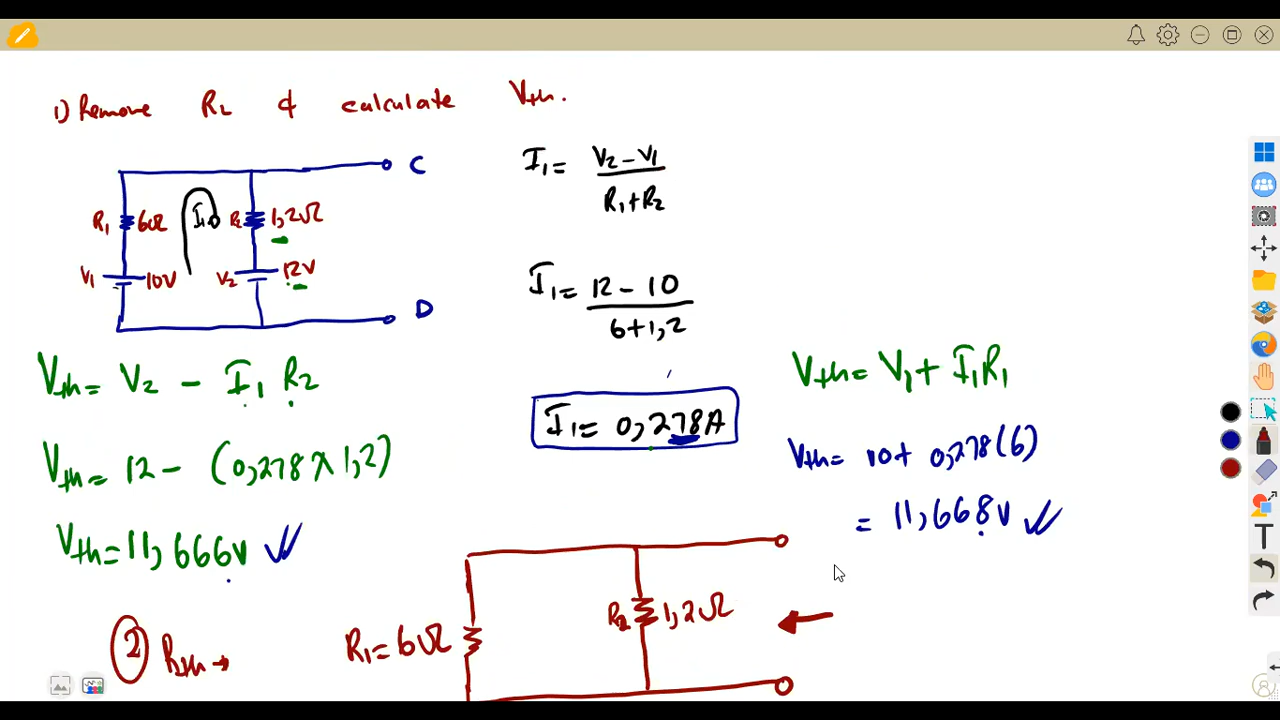 1) Remove RL & calculate Vth.
C
R1 6Ω I1 R2 1,2Ω
V1 10V V2 12V
D
I1 = V2 – V1
R1 + R2
I1 = 12 – 10
6 + 1,2
I1 = 0,278A
Vth = V2 – I1 R2
Vth = 12 – (0,278 x 1,2)
Vth = 11,666V
Vth = V1 + I1R1
Vth = 10 + 0,278(6)
= 11,668V
2 Rth →
R1 = 6Ω R2 1,2Ω
T